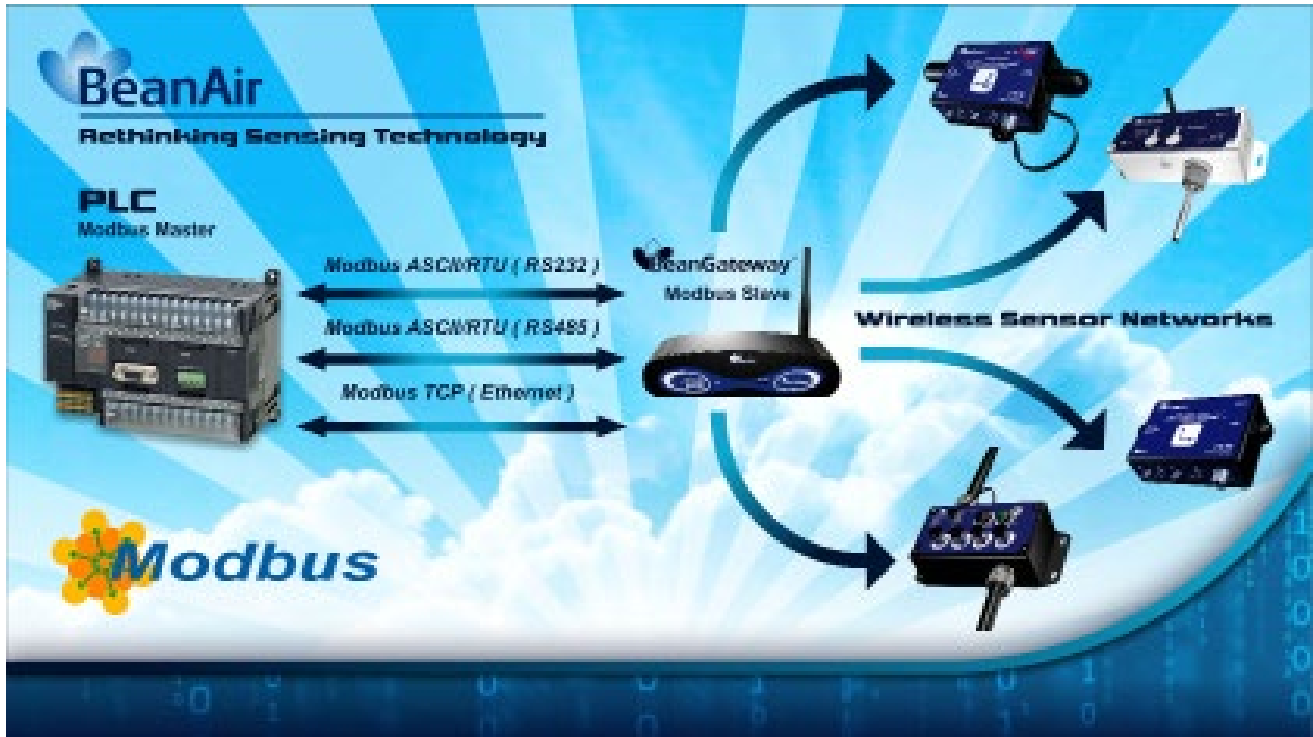 BeanAir
Rethinking Sensing Technology
PLC
Modbus Master
Modbus ASCII/RTU ( RS232 )
Modbus ASCII/RTU ( RS485 )
Modbus TCP ( Ethernet )
BeanGateway
Modbus Slave
Wireless Sensor Networks
Modbus